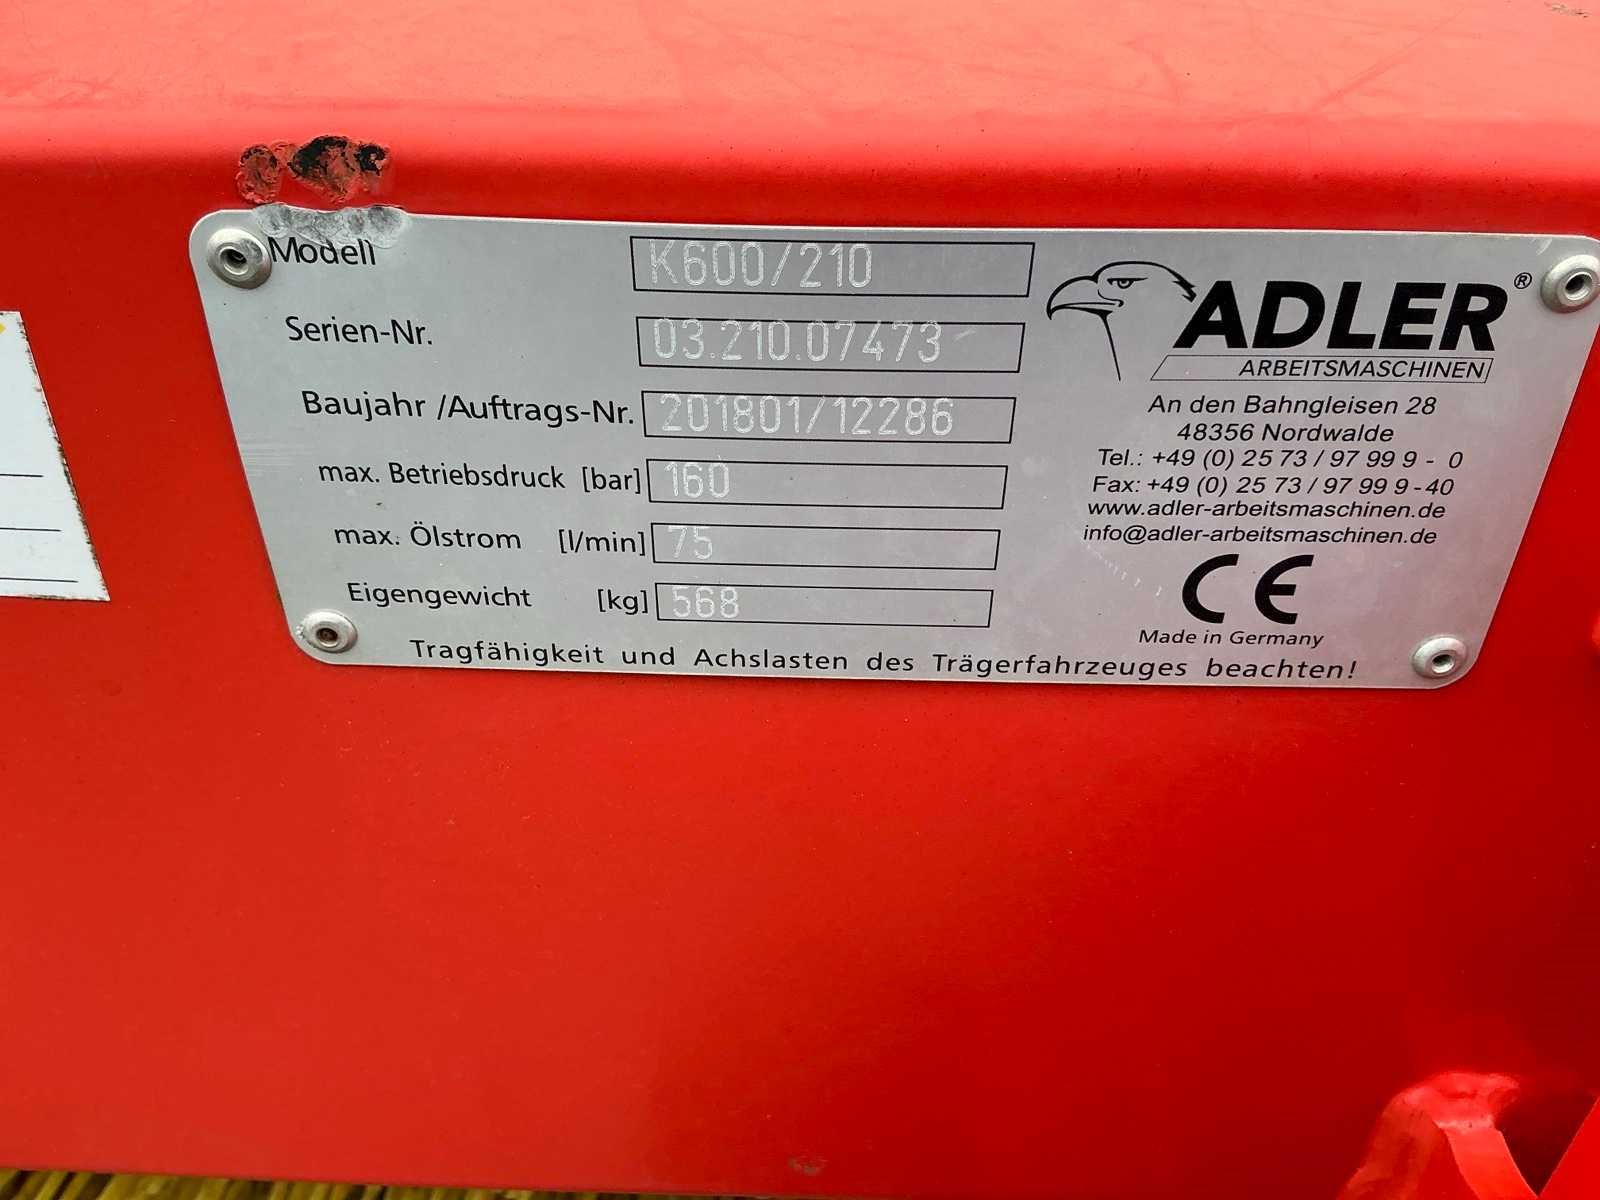 Modell K600/210
Serien-Nr. 03.210.07473
Baujahr /Auftrags-Nr. 201801/12286
max. Betriebsdruck [bar] 160
max. Ölstrom [l/min] 75
Eigengewicht [kg] 568
Tragfähigkeit und Achslasten des Trägerfahrzeuges beachten!
ADLER®
ARBEITSMASCHINEN
An den Bahngleisen 28
48356 Nordwalde
Tel.: +49 (0) 25 73 / 97 99 9 - 0
Fax: +49 (0) 25 73 / 97 99 9 - 40
www.adler-arbeitsmaschinen.de
info@adler-arbeitsmaschinen.de
CE
Made in Germany